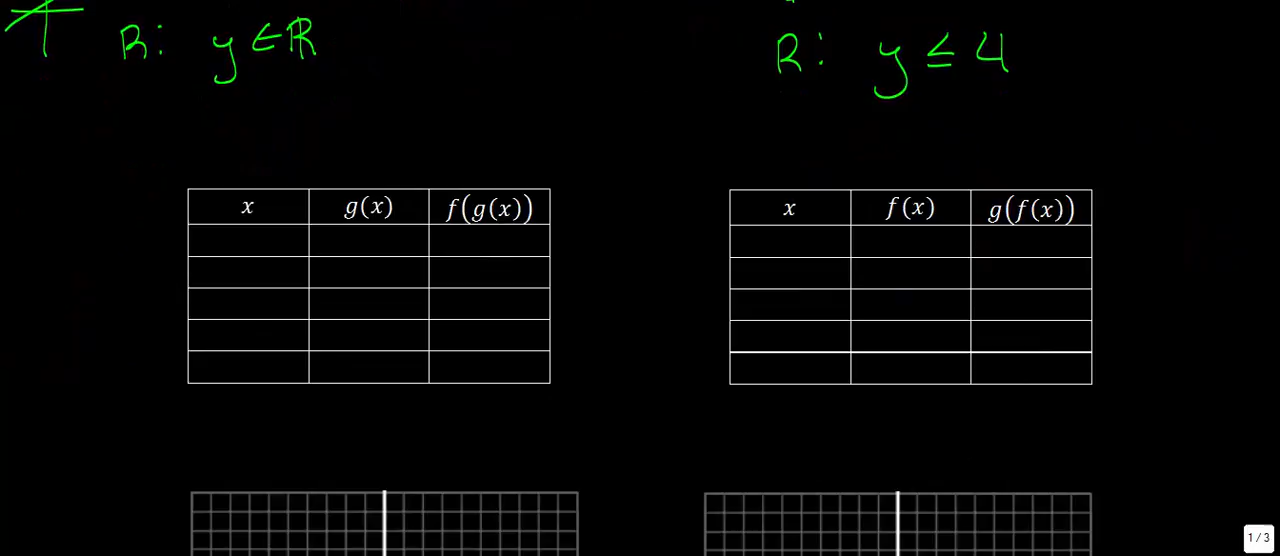 R: y ∈ ℝ
R: y ≤ 4
x g(x) f(g(x))
x f(x) g(f(x))
1 / 3